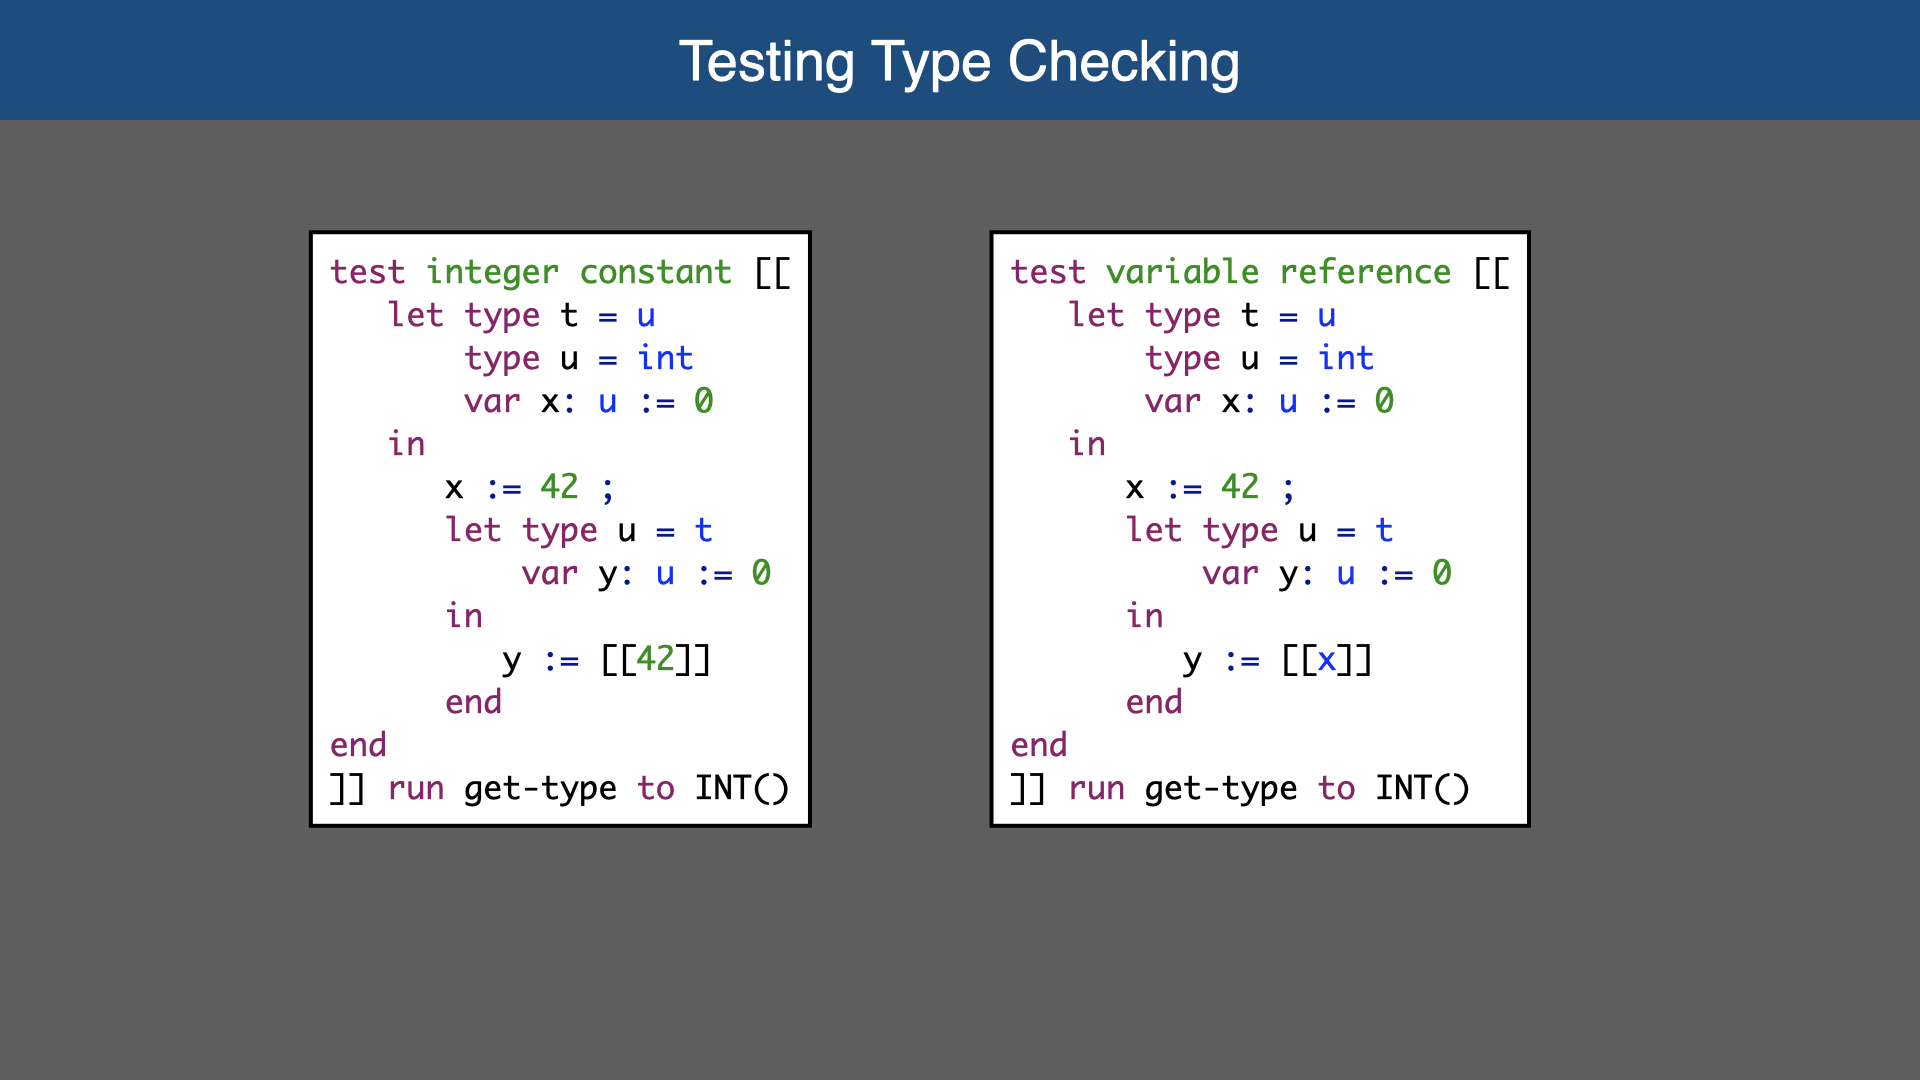 Testing Type Checking
test integer constant [[
   let type t = u
       type u = int
       var x: u := 0
   in
      x := 42 ;
      let type u = t
          var y: u := 0
      in
         y := [[42]]
      end
end
]] run get-type to INT()
test variable reference [[
   let type t = u
       type u = int
       var x: u := 0
   in
      x := 42 ;
      let type u = t
          var y: u := 0
      in
         y := [[x]]
      end
end
]] run get-type to INT()